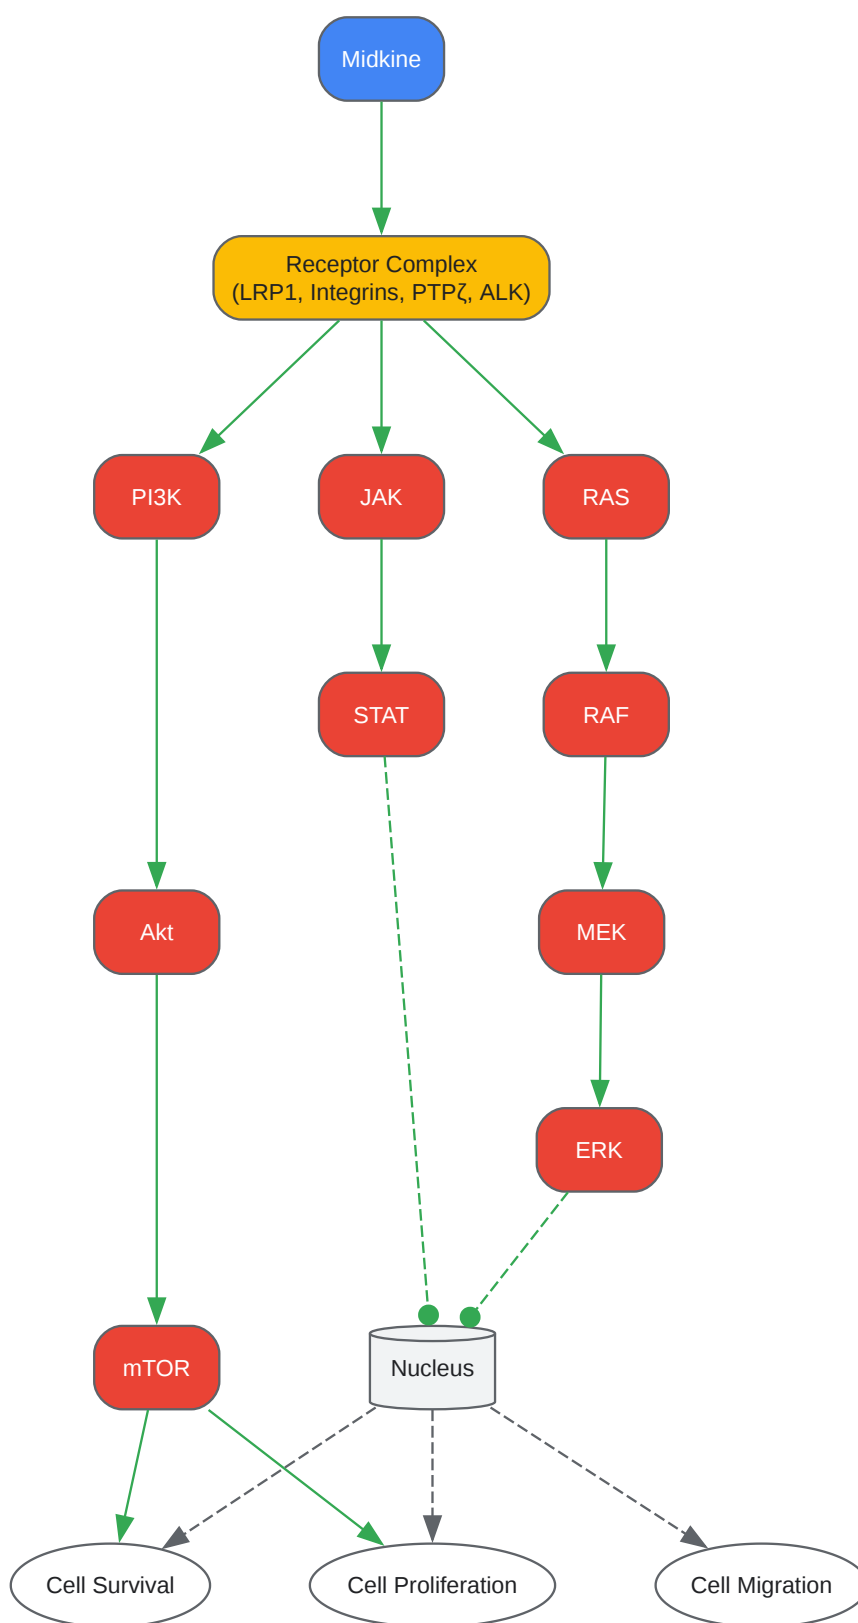 Midkine
Receptor Complex
(LRP1, Integrins, PTPζ, ALK)
PI3K
JAK
RAS
STAT
RAF
Akt
MEK
ERK
mTOR
Nucleus
Cell Survival
Cell Proliferation
Cell Migration